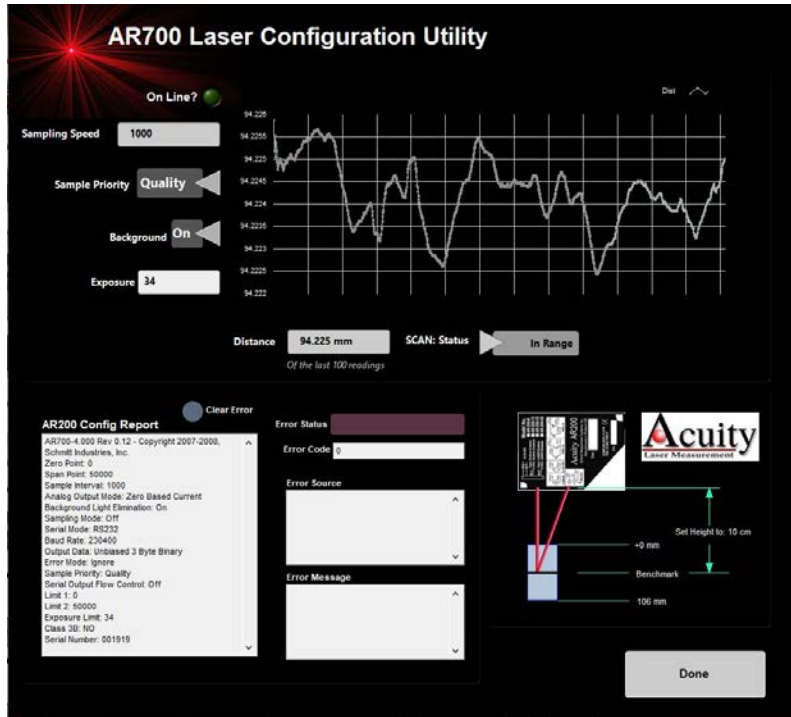 AR700 Laser Configuration Utility
On Line?
Sampling Speed 1000
Sample Priority Quality
Background On
Exposure 34
Dist
94.226
94.2255
94.225
94.2245
94.224
94.2235
94.223
94.2225
94.222
Distance 94.225 mm SCAN: Status In Range
Of the last 100 readings
Clear Error
AR200 Config Report
AR700-4.000 Rev 0.12 - Copyright 2007-2008,
Schmitt Industries, Inc.
Zero Point: 0
Span Point: 50000
Sample Interval: 1000
Analog Output Mode: Zero Based Current
Background Light Elimination: On
Sampling Mode: Off
Serial Mode: RS232
Baud Rate: 230400
Output Data: Unbiased 3 Byte Binary
Error Mode: Ignore
Sample Priority: Quality
Serial Output Flow Control: Off
Limit 1: 0
Limit 2: 50000
Exposure Limit: 34
Class 3B: NO
Serial Number: 001919
Error Status
Error Code 0
Error Source
Error Message
Acuity AR200
Acuity
Laser Measurement
Set Height to: 10 cm
+0 mm
Benchmark
106 mm
Done